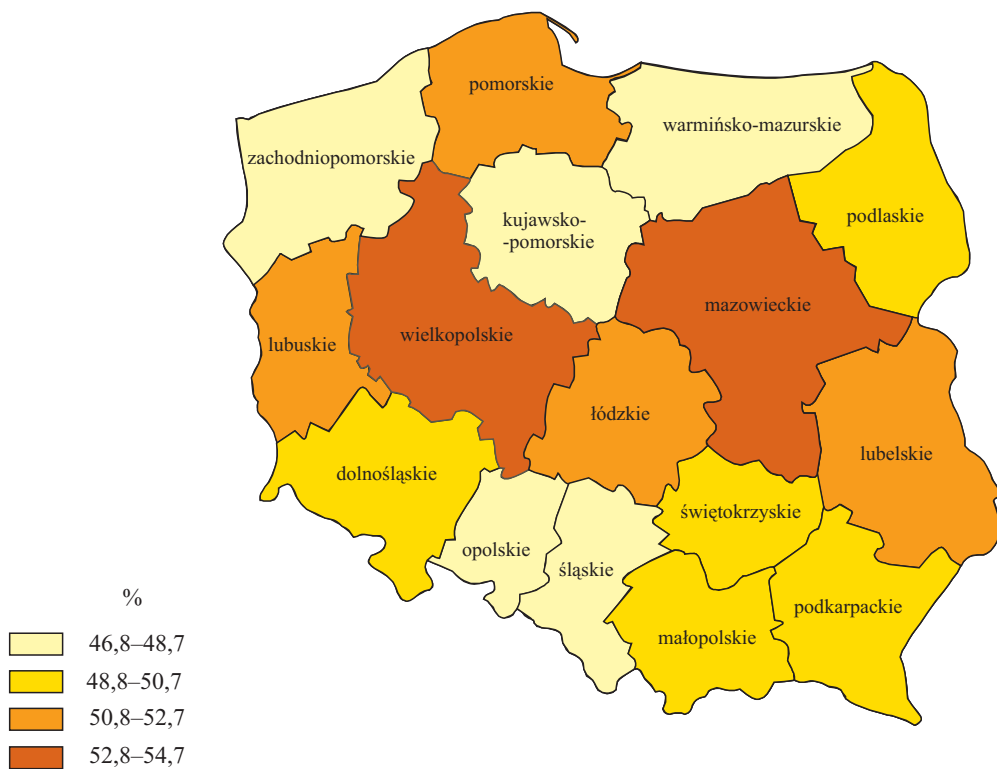 pomorskie
warmińsko-mazurskie
zachodniopomorskie
podlaskie
kujawsko-
-pomorskie
mazowieckie
wielkopolskie
lubuskie
łódzkie
lubelskie
dolnośląskie
świętokrzyskie
opolskie
śląskie
podkarpackie
małopolskie
%
46,8–48,7
48,8–50,7
50,8–52,7
52,8–54,7